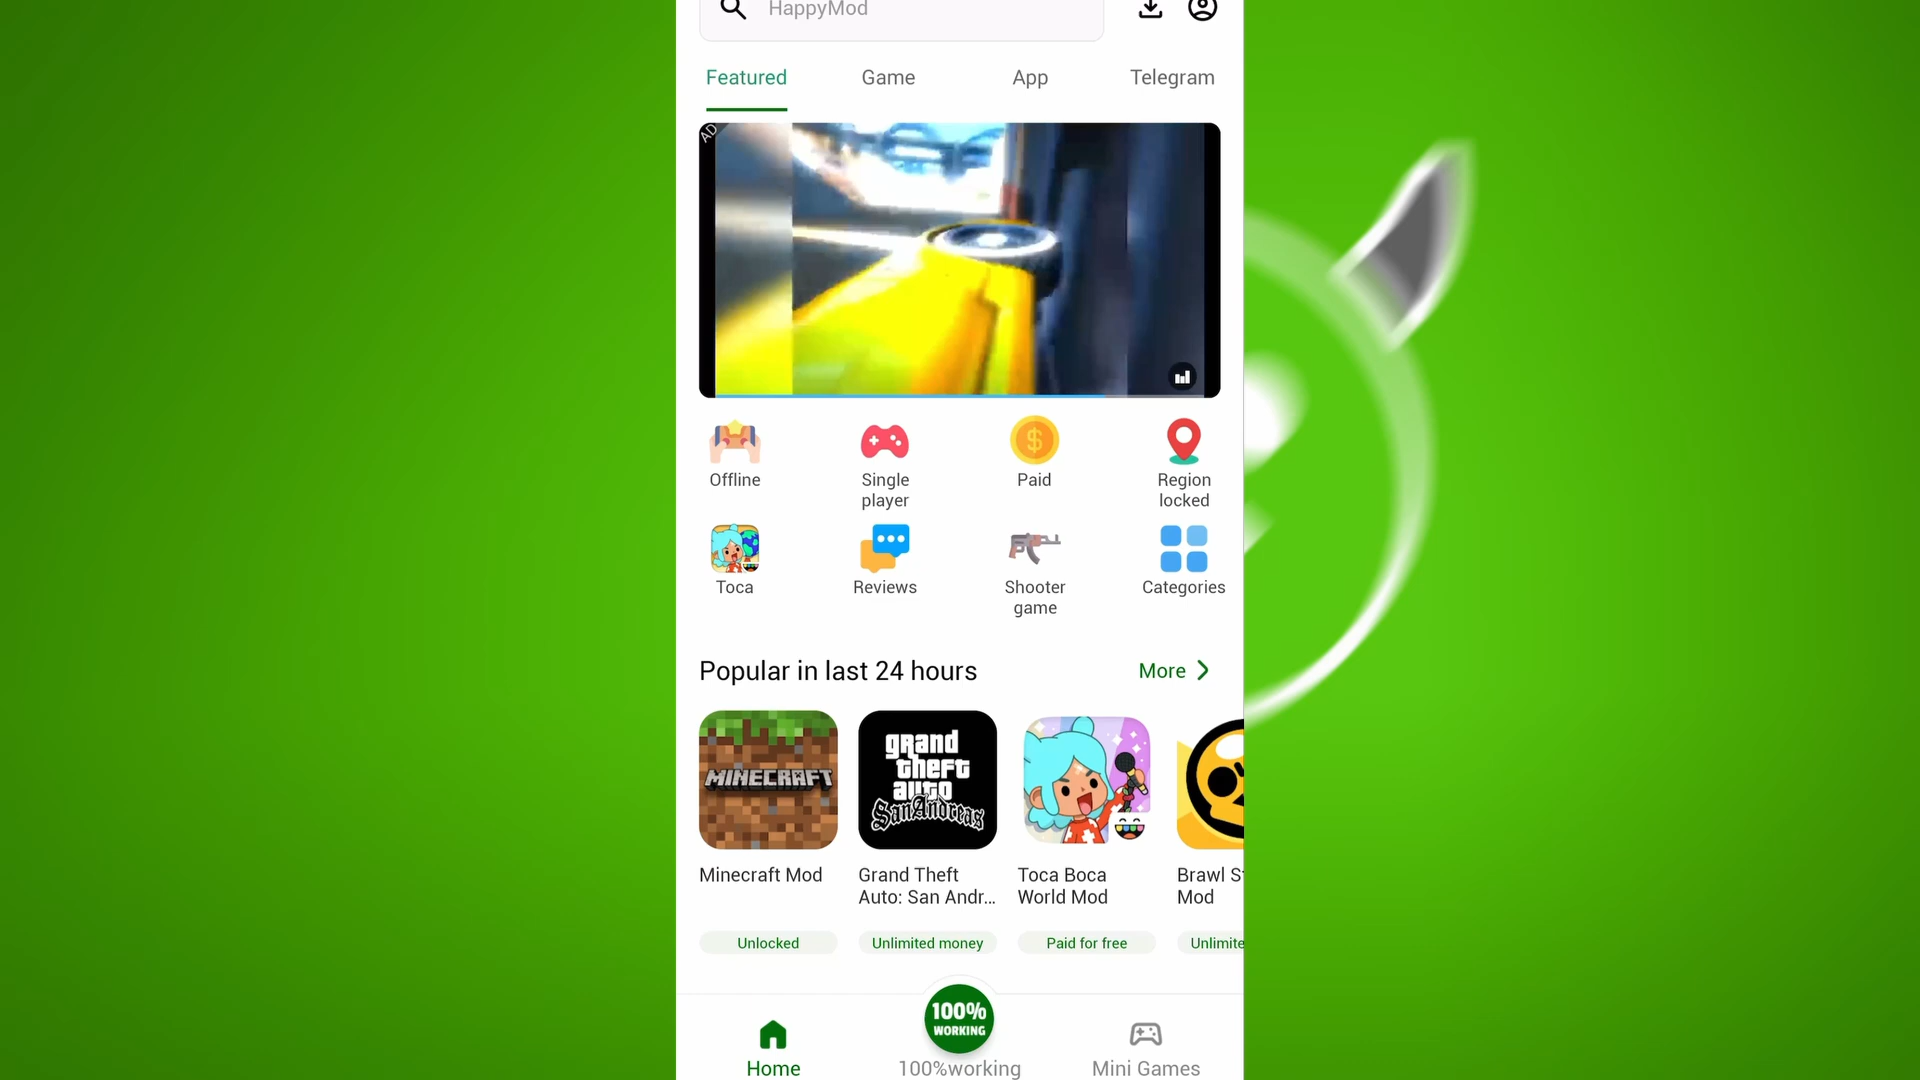 HappyMod
Featured
Game
App
Telegram
AD
Offline
Single
player
Paid
Region
locked
Toca
Reviews
Shooter
game
Categories
Popular in last 24 hours
More
MINECRAFT
grand
theft
auto
San Andreas
Minecraft Mod
Grand Theft
Auto: San Andr...
Toca Boca
World Mod
Brawl S
Mod
Unlocked
Unlimited money
Paid for free
Unlimite
100%
WORKING
Home
100%working
Mini Games